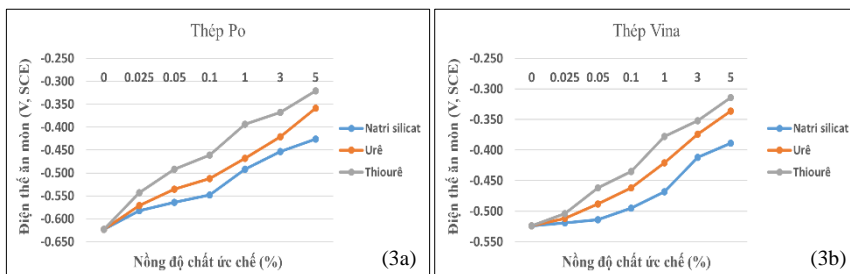 Thép Po
-0.250
-0.300
-0.350
-0.400
-0.450
-0.500
-0.550
-0.600
-0.650
0 0.025 0.05 0.1 1 3 5
Điện thế ăn mòn (V, SCE)
Natri silicat
Urê
Thiourê
Nồng độ chất ức chế (%)
(3a)
Thép Vina
-0.250
-0.300
-0.350
-0.400
-0.450
-0.500
-0.550
0 0.025 0.05 0.1 1 3 5
Điện thế ăn mòn (V, SCE)
Natri silicat
Urê
Thiourê
Nồng độ chất ức chế (%)
(3b)